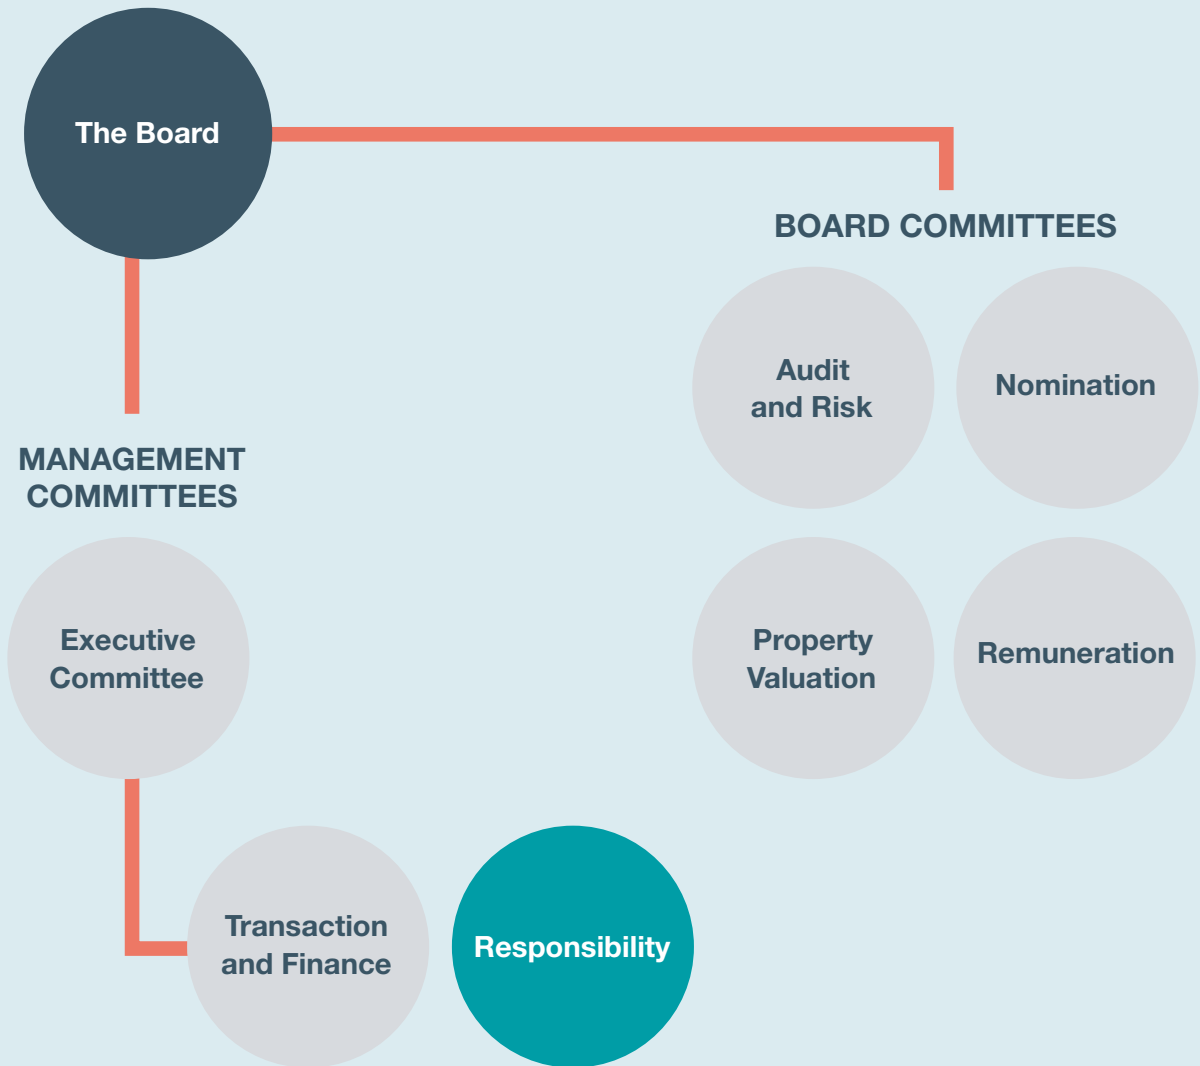 The Board
BOARD COMMITTEES
Audit
and Risk
Nomination
Property
Valuation
Remuneration
MANAGEMENT
COMMITTEES
Executive
Committee
Transaction
and Finance
Responsibility